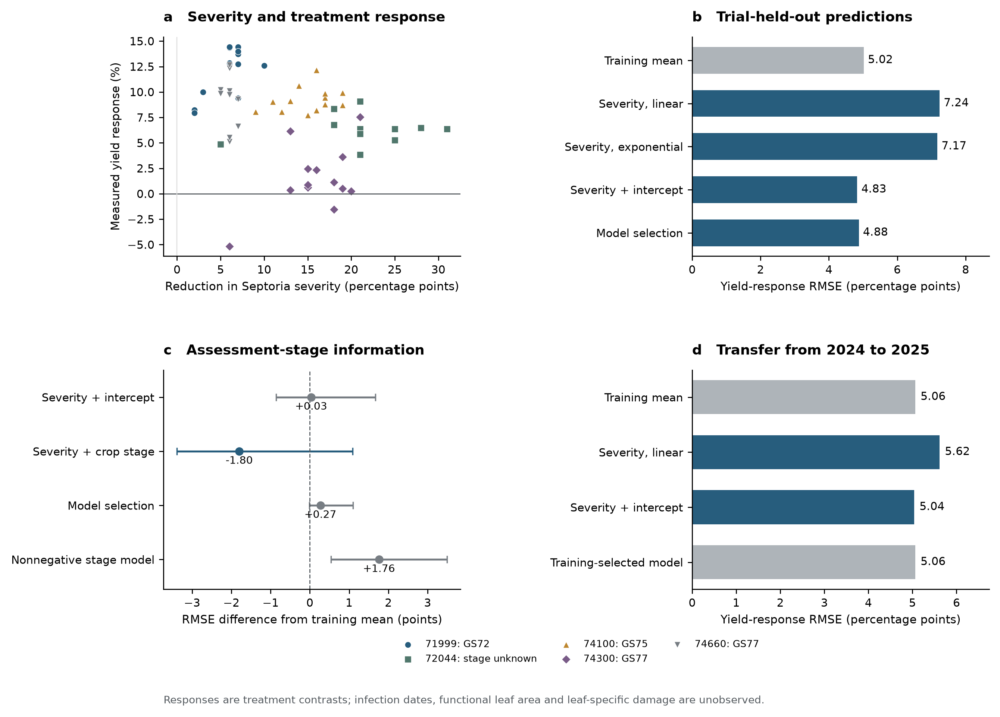 a Severity and treatment response
15.0
12.5
10.0
7.5
5.0
2.5
0.0
−2.5
−5.0
Measured yield response (%)
0 5 10 15 20 25 30
Reduction in Septoria severity (percentage points)
b Trial-held-out predictions
Training mean 5.02
Severity, linear 7.24
Severity, exponential 7.17
Severity + intercept 4.83
Model selection 4.88
0 2 4 6 8
Yield-response RMSE (percentage points)
c Assessment-stage information
Severity + intercept
+0.03
Severity + crop stage
-1.80
Model selection
+0.27
Nonnegative stage model
+1.76
−3 −2 −1 0 1 2 3
RMSE difference from training mean (points)
d Transfer from 2024 to 2025
Training mean 5.06
Severity, linear 5.62
Severity + intercept 5.04
Training-selected model 5.06
0 1 2 3 4 5 6
Yield-response RMSE (percentage points)
71999: GS72 74100: GS75 74660: GS77
72044: stage unknown 74300: GS77
Responses are treatment contrasts; infection dates, functional leaf area and leaf-specific damage are unobserved.